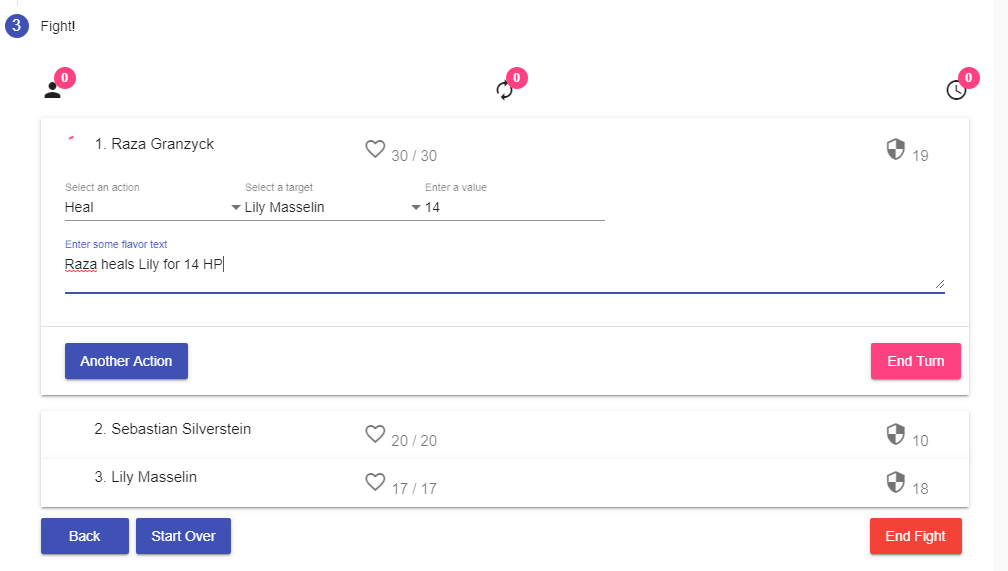 3 Fight!
0 0 0
1. Raza Granzyck 30 / 30 19
Select an action Select a target Enter a value
Heal Lily Masselin 14
Enter some flavor text
Raza heals Lily for 14 HP
Another Action End Turn
2. Sebastian Silverstein 20 / 20 10
3. Lily Masselin 17 / 17 18
Back Start Over End Fight